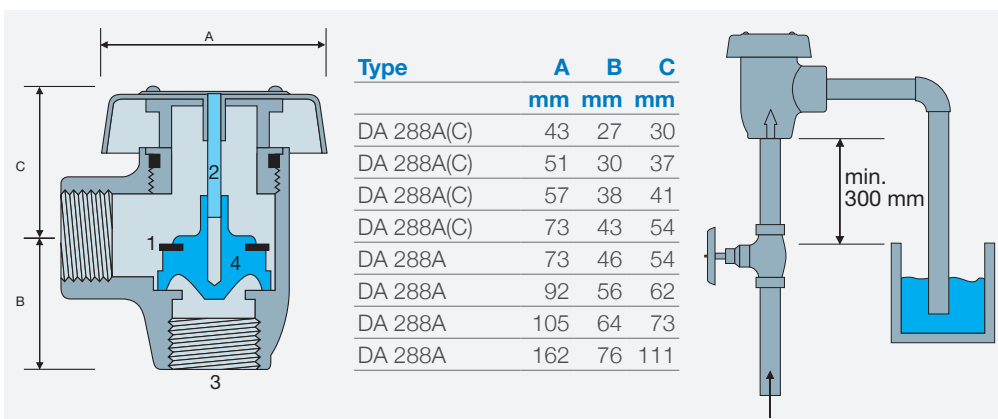 A
C
B
1
2
4
3
Type A B C
mm mm mm
DA 288A(C) 43 27 30
DA 288A(C) 51 30 37
DA 288A(C) 57 38 41
DA 288A(C) 73 43 54
DA 288A 73 46 54
DA 288A 92 56 62
DA 288A 105 64 73
DA 288A 162 76 111
min.
300 mm